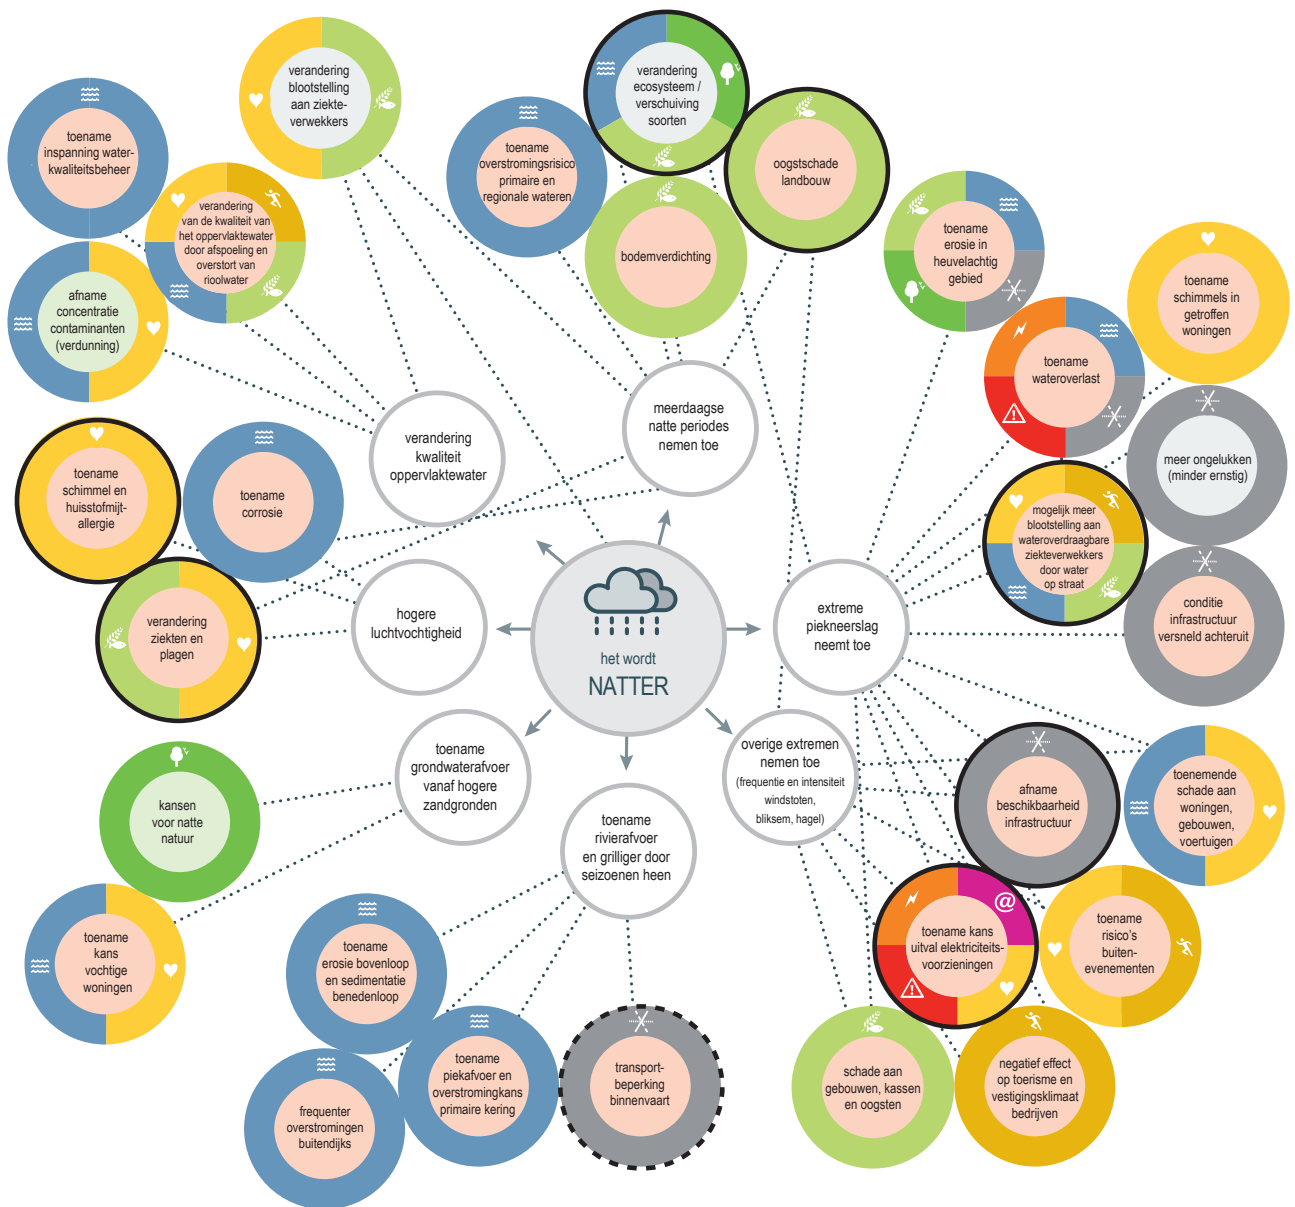 verandering
blootstelling
aan ziekte-
verwekkers
toename
inspanning water-
kwaliteitsbeheer
verandering
van de kwaliteit van
het oppervlaktewater
door afspoeling en
overstort van
rioolwater
afname
concentratie
contaminanten
(verdunning)
verandering
ecosysteem /
verschuiving
soorten
toename
overstromingsrisico
primaire en
regionale wateren
oogstschade
landbouw
bodemverdichting
toename
erosie in
heuvelachtig
gebied
toename
schimmels in
getroffen
woningen
toename
wateroverlast
meer ongelukken
(minder ernstig)
mogelijk meer
blootstelling aan
wateroverdraagbare
ziekteverwekkers
door water
op straat
conditie
infrastructuur
versneld achteruit
verandering
kwaliteit
oppervlaktewater
meerdaagse
natte periodes
nemen toe
toename
schimmel en
huisstofmijt-
allergie
toename
corrosie
verandering
ziekten en
plagen
hogere
luchtvochtigheid
het wordt
NATTER
extreme
piekneerslag
neemt toe
toename
grondwaterafvoer
vanaf hogere
zandgronden
overige extremen
nemen toe
(frequentie en intensiteit
windstoten,
bliksem, hagel)
toename
rivierafvoer
en grilliger door
seizoenen heen
kansen
voor natte
natuur
toename
kans
vochtige
woningen
toename
erosie bovenloop
en sedimentatie
benedenloop
toename
piekafvoer en
overstromingkans
primaire kering
frequenter
overstromingen
buitendijks
transport-
beperking
binnenvaart
afname
beschikbaarheid
infrastructuur
toenemende
schade aan
woningen,
gebouwen,
voertuigen
@
toename kans
uitval elektriciteits-
voorzieningen
toename
risico's
buiten-
evenementen
schade aan
gebouwen, kassen
en oogsten
negatief effect
op toerisme en
vestigingsklimaat
bedrijven